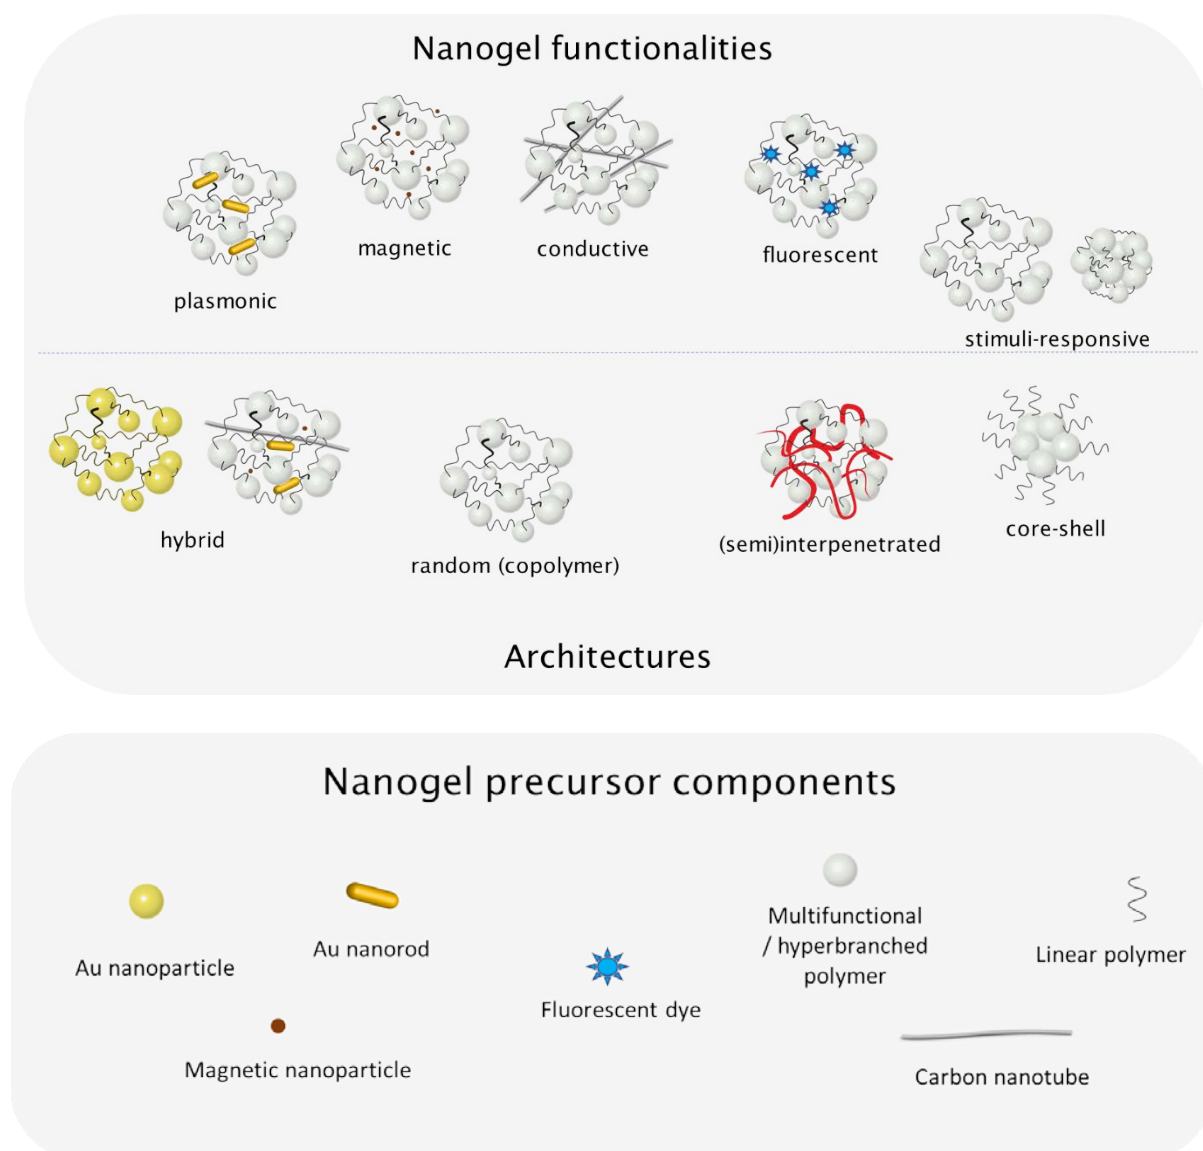 Nanogel functionalities
plasmonic
magnetic
conductive
fluorescent
stimuli-responsive
hybrid
random (copolymer)
(semi)interpenetrated
core-shell
Architectures
Nanogel precursor components
Au nanoparticle
Au nanorod
Magnetic nanoparticle
Fluorescent dye
Multifunctional
/ hyperbranched
polymer
Linear polymer
Carbon nanotube